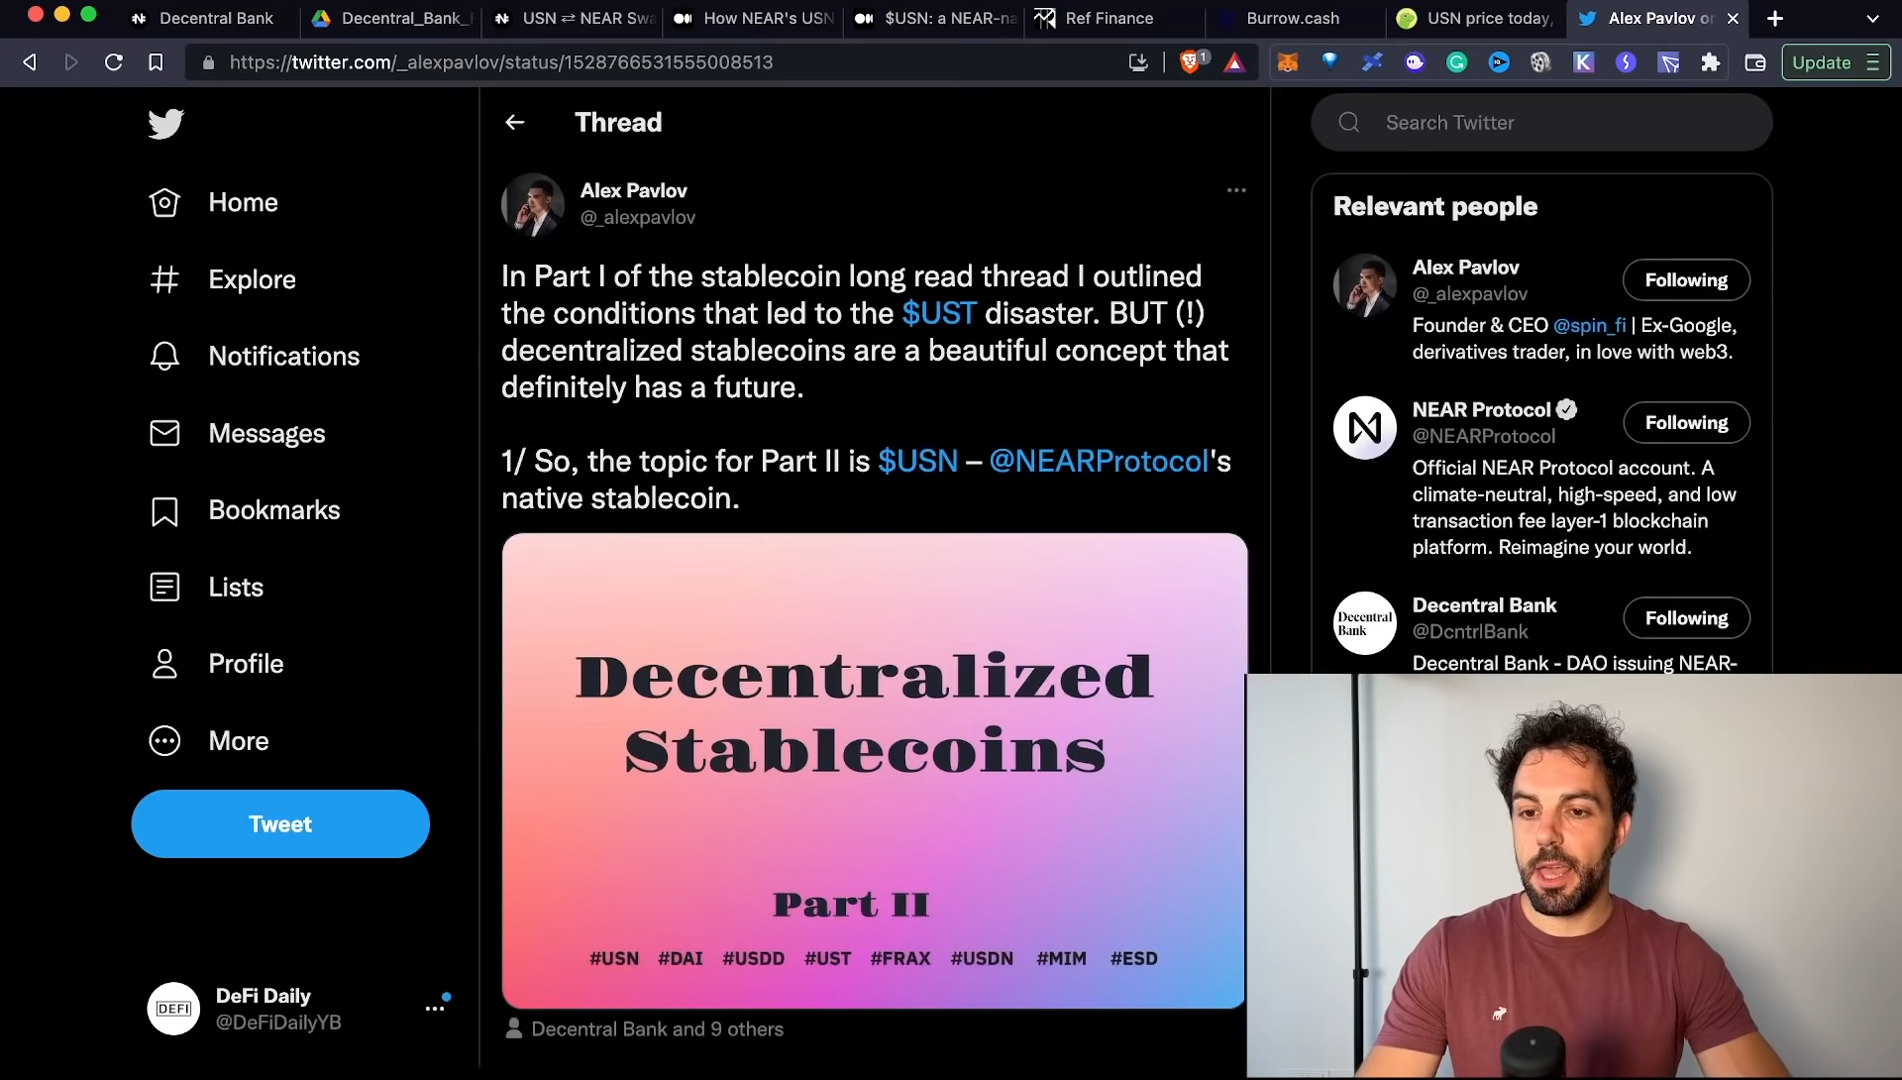 Decentral Bank
Decentral_Bank_
USN ⇄ NEAR Swa
How NEAR's USN
$USN: a NEAR-na
Ref Finance
Burrow.cash
USN price today,
Alex Pavlov on
https://twitter.com/_alexpavlov/status/1528766531555008513
1
Update
Home
Explore
Notifications
Messages
Bookmarks
Lists
Profile
More
Tweet
DEFI
DeFi Daily
@DeFiDailyYB
Thread
Alex Pavlov
@_alexpavlov
In Part I of the stablecoin long read thread I outlined
the conditions that led to the $UST disaster. BUT (!)
decentralized stablecoins are a beautiful concept that
definitely has a future.
1/ So, the topic for Part II is $USN – @NEARProtocol's
native stablecoin.
Decentralized
Stablecoins
Part II
#USN #DAI #USDD #UST #FRAX #USDN #MIM #ESD
Decentral Bank and 9 others
Search Twitter
Relevant people
Alex Pavlov
@_alexpavlov
Following
Founder & CEO @spin_fi | Ex-Google,
derivatives trader, in love with web3.
NEAR Protocol
@NEARProtocol
Following
Official NEAR Protocol account. A
climate-neutral, high-speed, and low
transaction fee layer-1 blockchain
platform. Reimagine your world.
Decentral
Bank
Decentral Bank
@DcntrlBank
Following
Decentral Bank - DAO issuing NEAR-